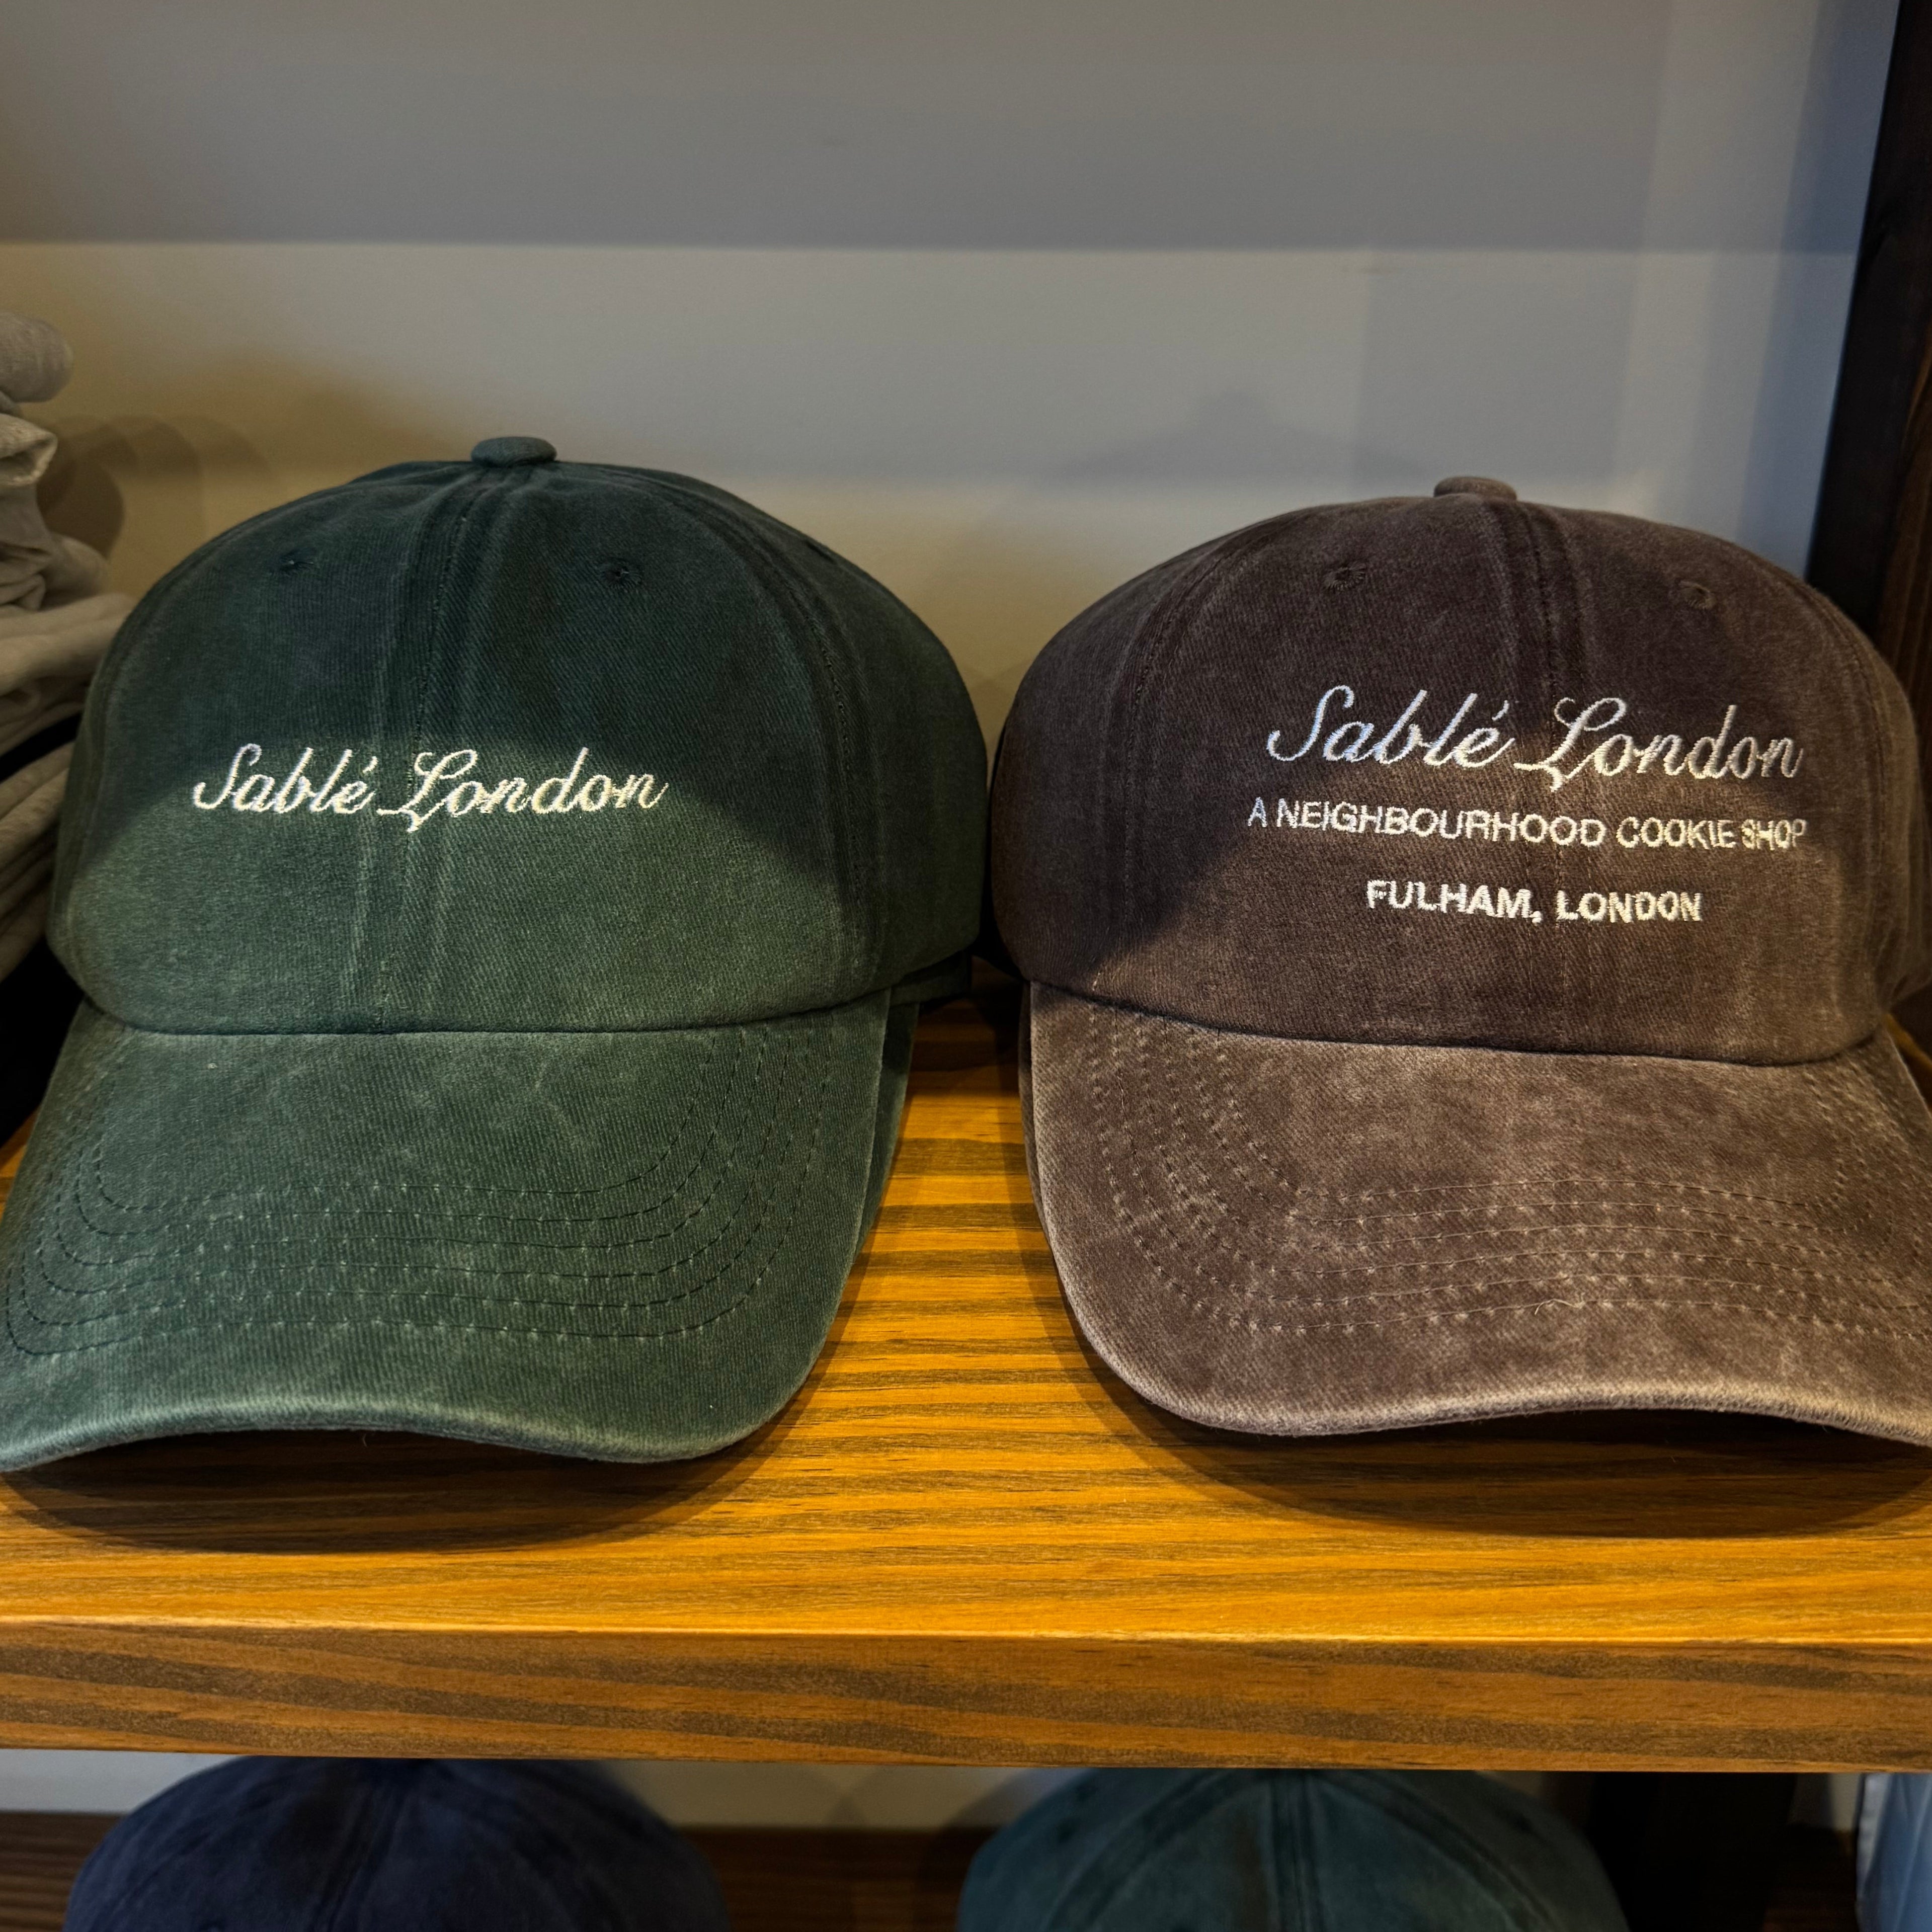 Sablé London
Sablé London
A NEIGHBOURHOOD COOKIE SHOP
FULHAM, LONDON